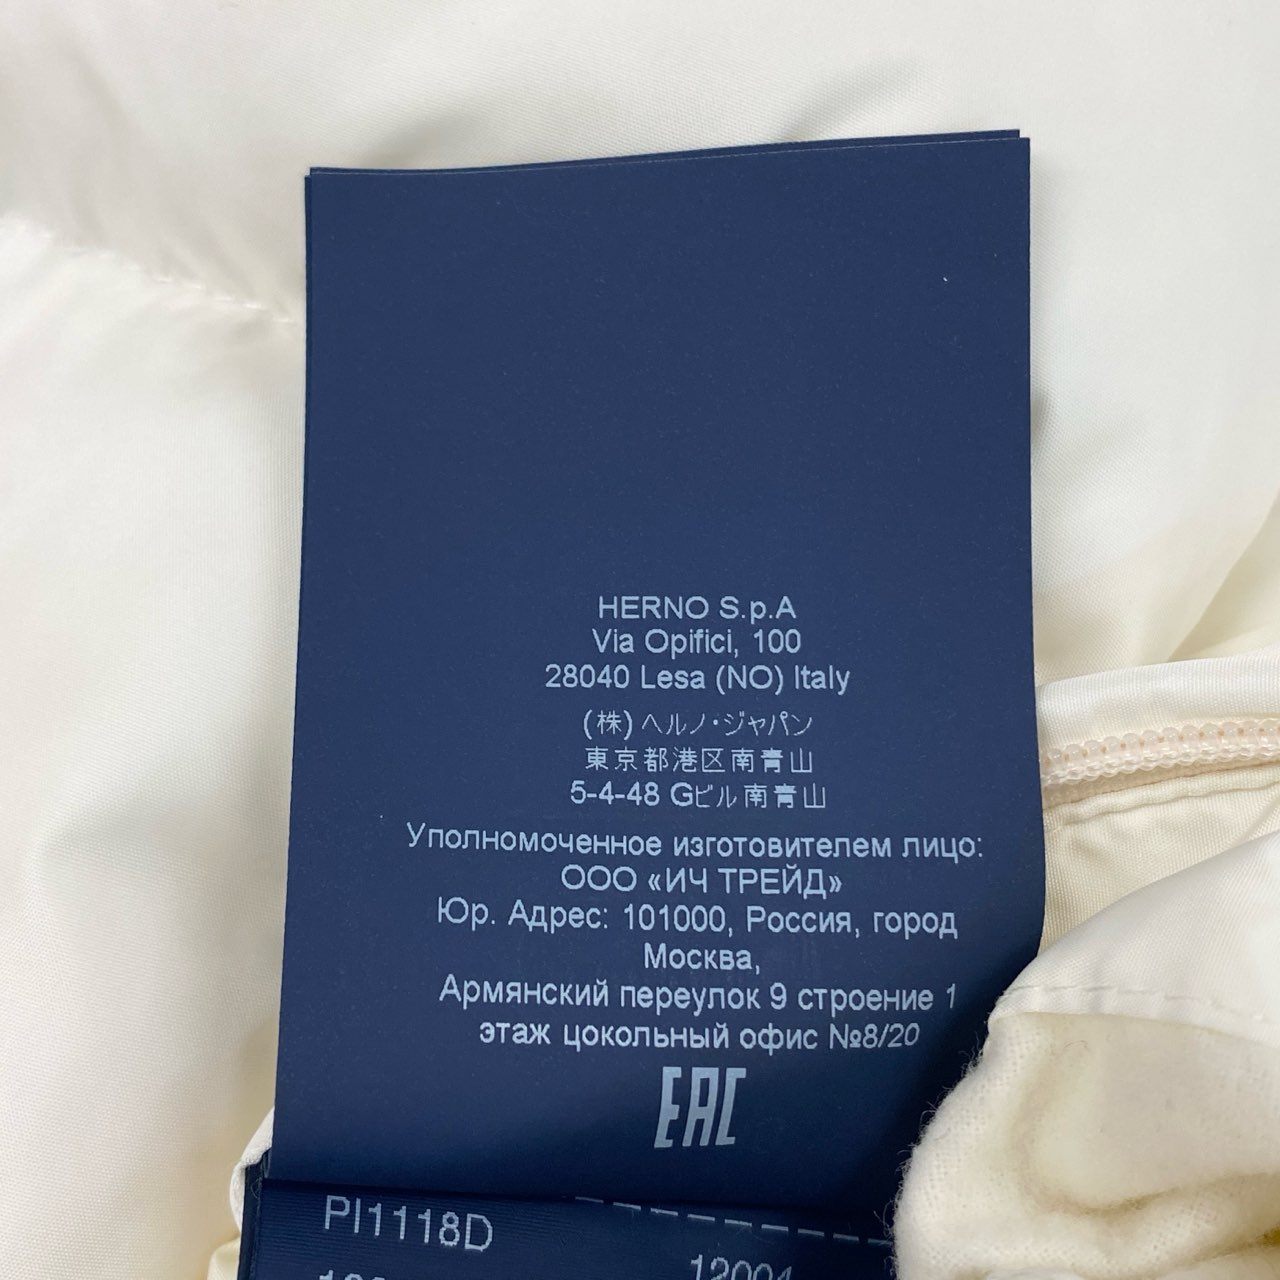 HERNO S.p.A
Via Opifici, 100
28040 Lesa (NO) Italy
(株)ヘルノ・ジャパン
東京都港区南青山
5-4-48 Gビル南青山
Уполномоченное изготовителем лицо:
ООО «ИЧ ТРЕЙД»
Юр. Адрес: 101000, Россия, город
Москва,
Армянский переулок 9 строение 1
этаж цокольный офис №8/20
EAC
PI1118D
12004